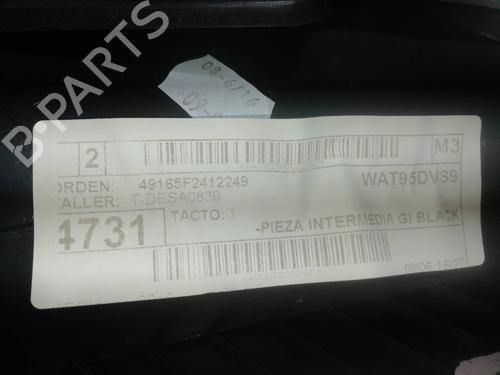 B-PARTS
08-6/16
2
M3
ORDEN: 49165F2412249
WAT95DVS9
TALLER: T-DESA0839
4731
TACTO: 1
-PIEZA INTERMEDIA GI BLACK